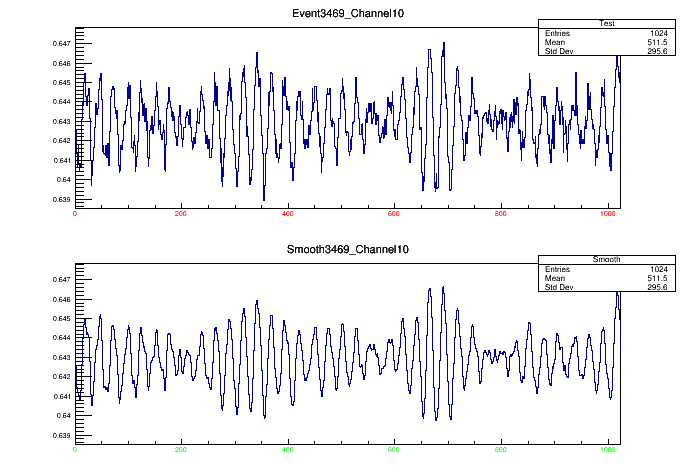 Event3469_Channel10
Test
Entries 1024
Mean 511.5
Std Dev 295.6
0.647
0.646
0.645
0.644
0.643
0.642
0.641
0.64
0.639
0 200 400 600 800 1000
Smooth3469_Channel10
Smooth
Entries 1024
Mean 511.5
Std Dev 295.6
0.647
0.646
0.645
0.644
0.643
0.642
0.641
0.64
0.639
0 200 400 600 800 1000